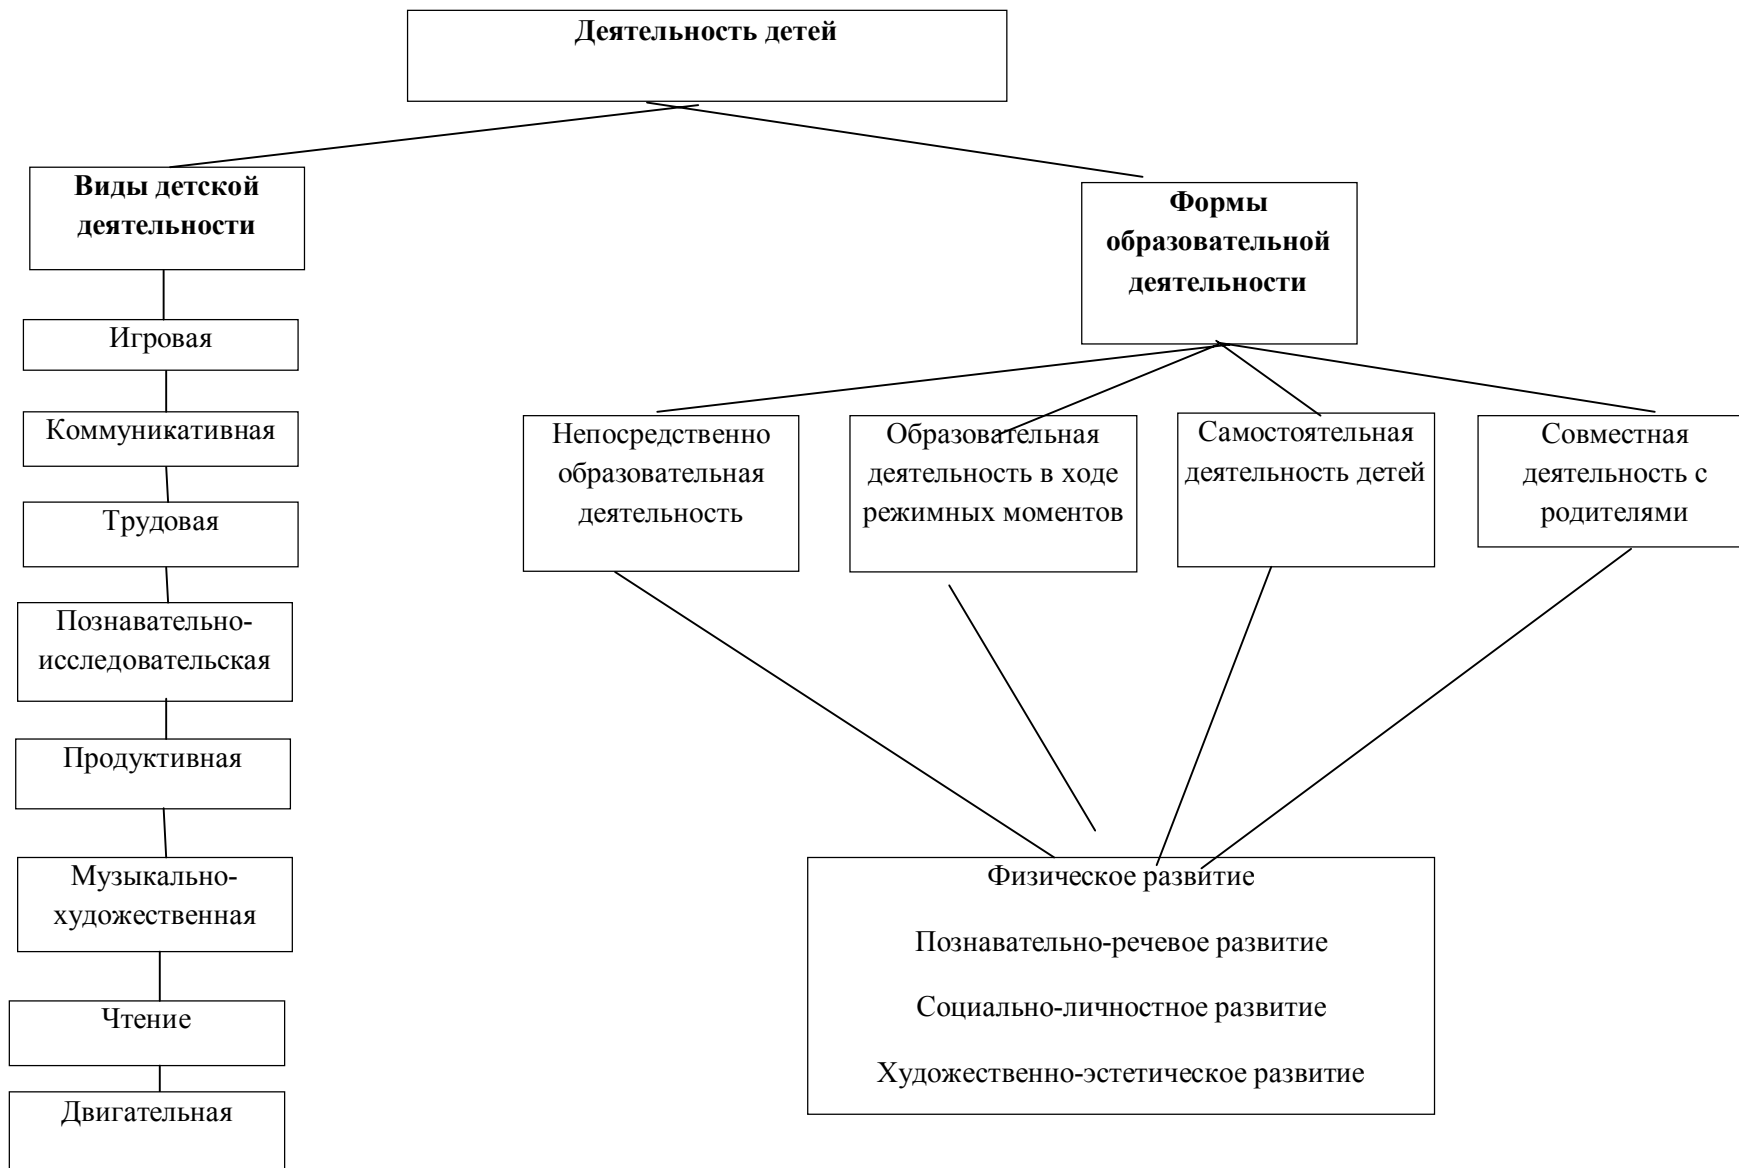 Деятельность детей
Виды детской
деятельности
Формы
образовательной
деятельности
Игровая
Коммуникативная
Трудовая
Познавательно-
исследовательская
Продуктивная
Музыкально-
художественная
Чтение
Двигательная
Непосредственно
образовательная
деятельность
Образовательная
деятельность в ходе
режимных моментов
Самостоятельная
деятельность детей
Совместная
деятельность с
родителями
Физическое развитие
Познавательно-речевое развитие
Социально-личностное развитие
Художественно-эстетическое развитие